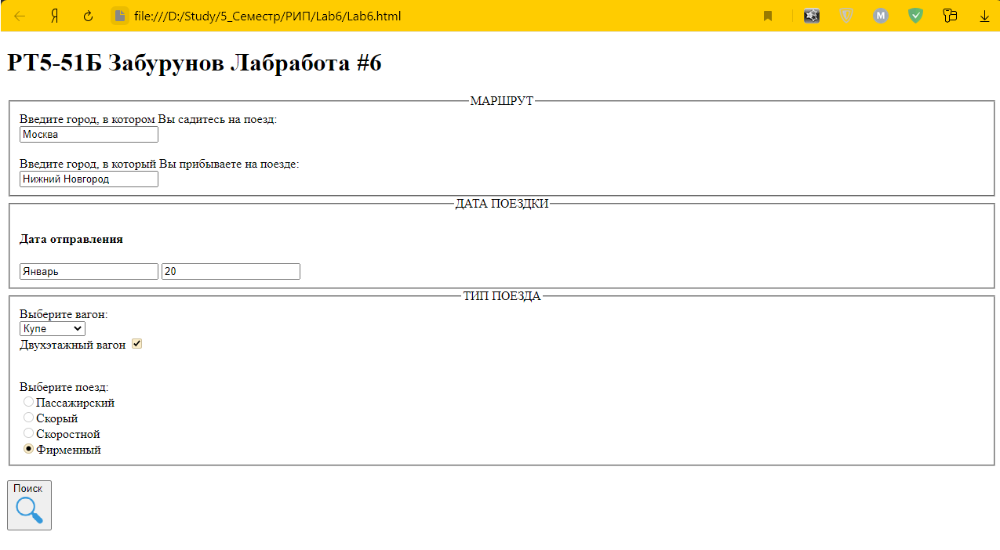 Я
file:///D:/Study/5_Семестр/РИП/Lab6/Lab6.html
M
РТ5-51Б Забурунов Лабработа #6
МАРШРУТ
Введите город, в котором Вы садитесь на поезд:
Москва
Введите город, в который Вы прибываете на поезде:
Нижний Новгород
ДАТА ПОЕЗДКИ
Дата отправления
Январь 20
ТИП ПОЕЗДА
Выберите вагон:
Купе
Двухэтажный вагон
Выберите поезд:
Пассажирский
Скорый
Скоростной
Фирменный
Поиск